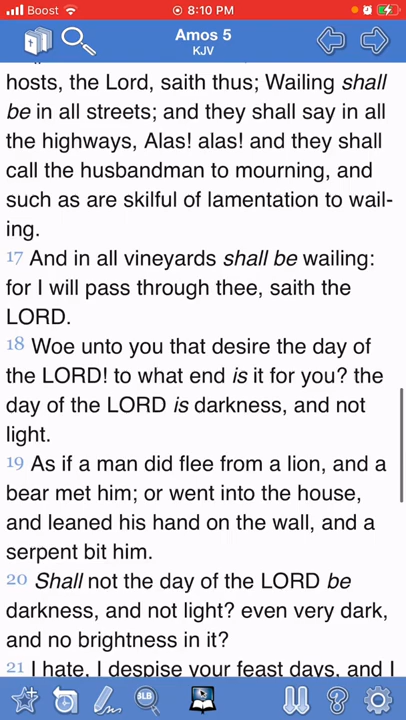 Boost 8:10 PM
Amos 5
KJV
hosts, the Lord, saith thus; Wailing shall
be in all streets; and they shall say in all
the highways, Alas! alas! and they shall
call the husbandman to mourning, and
such as are skilful of lamentation to wail-
ing.
17 And in all vineyards shall be wailing:
for I will pass through thee, saith the
LORD.
18 Woe unto you that desire the day of
the LORD! to what end is it for you? the
day of the LORD is darkness, and not
light.
19 As if a man did flee from a lion, and a
bear met him; or went into the house,
and leaned his hand on the wall, and a
serpent bit him.
20 Shall not the day of the LORD be
darkness, and not light? even very dark,
and no brightness in it?
21 I hate, I despise your feast days, and I
BLB